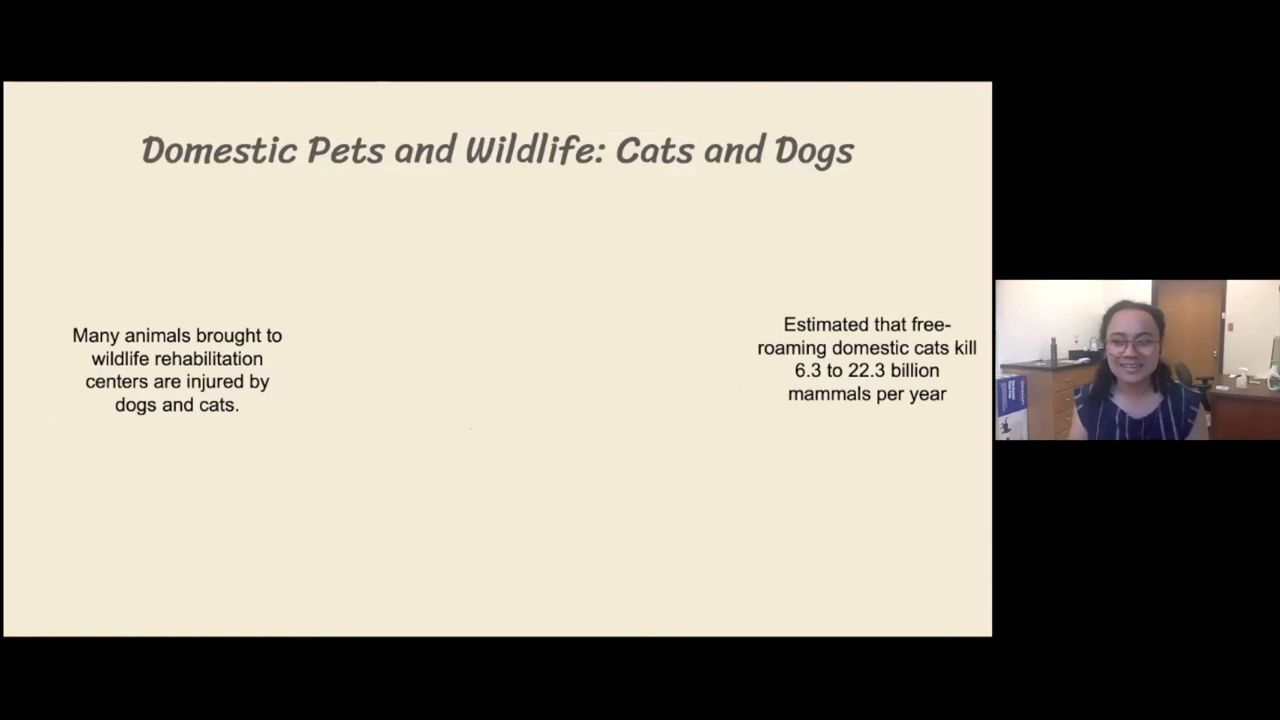 Domestic Pets and Wildlife: Cats and Dogs
Many animals brought to
wildlife rehabilitation
centers are injured by
dogs and cats.
Estimated that free-
roaming domestic cats kill
6.3 to 22.3 billion
mammals per year